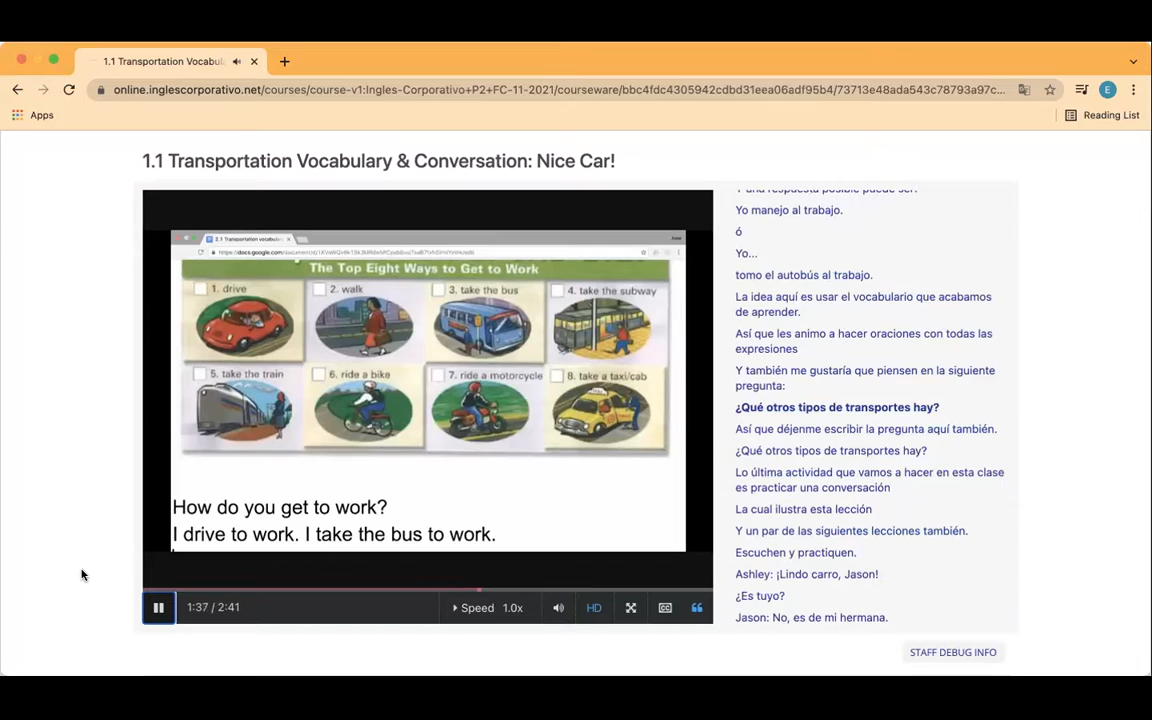 1.1 Transportation Vocabul
online.inglescorporativo.net/courses/course-v1:Ingles-Corporativo+P2+FC-11-2021/courseware/bbc4fdc4305942cdbd31eea06adf95b4/73713e48ada543c78793a97c...
E
Apps
Reading List
1.1 Transportation Vocabulary & Conversation: Nice Car!
The Top Eight Ways to Get to Work
1. drive
2. walk
3. take the bus
4. take the subway
5. take the train
6. ride a bike
7. ride a motorcycle
8. take a taxi/cab
How do you get to work?
I drive to work. I take the bus to work.
1:37 / 2:41
Speed 1.0x
HD
CC
Y una respuesta posible puede ser:
Yo manejo al trabajo.
ó
Yo...
tomo el autobús al trabajo.
La idea aquí es usar el vocabulario que acabamos
de aprender.
Así que les animo a hacer oraciones con todas las
expresiones
Y también me gustaría que piensen en la siguiente
pregunta:
¿Qué otros tipos de transportes hay?
Así que déjenme escribir la pregunta aquí también.
¿Qué otros tipos de transportes hay?
Lo última actividad que vamos a hacer en esta clase
es practicar una conversación
La cual ilustra esta lección
Y un par de las siguientes lecciones también.
Escuchen y practiquen.
Ashley: ¡Lindo carro, Jason!
¿Es tuyo?
Jason: No, es de mi hermana.
STAFF DEBUG INFO